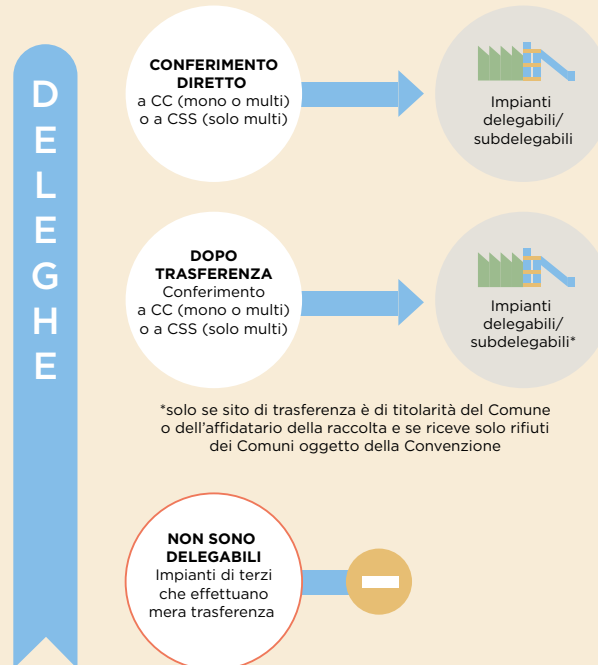 DELEGHE
CONFERIMENTO
DIRETTO
a CC (mono o multi)
o a CSS (solo multi)
Impianti
delegabili/
subdelegabili
DOPO
TRASFERENZA
Conferimento
a CC (mono o multi)
o a CSS (solo multi)
Impianti
delegabili/
subdelegabili*
*solo se sito di trasferenza è di titolarità del Comune
o dell'affidatario della raccolta e se riceve solo rifiuti
dei Comuni oggetto della Convenzione
NON SONO
DELEGABILI
Impianti di terzi
che effettuano
mera trasferenza